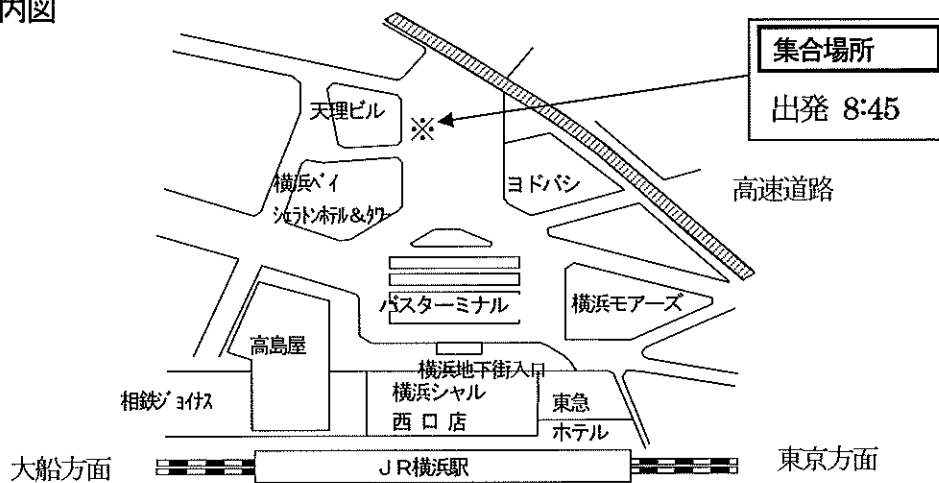 内図
集合場所
出発 8:45
天理ビル
※
横浜ベイ
シェラトンホテル&タワー
ヨドバシ
高速道路
バスターミナル
横浜モアーズ
高島屋
横浜地下街入口
相鉄ジョイナス
横浜シャル
西口店
東急
ホテル
大船方面
JR横浜駅
東京方面